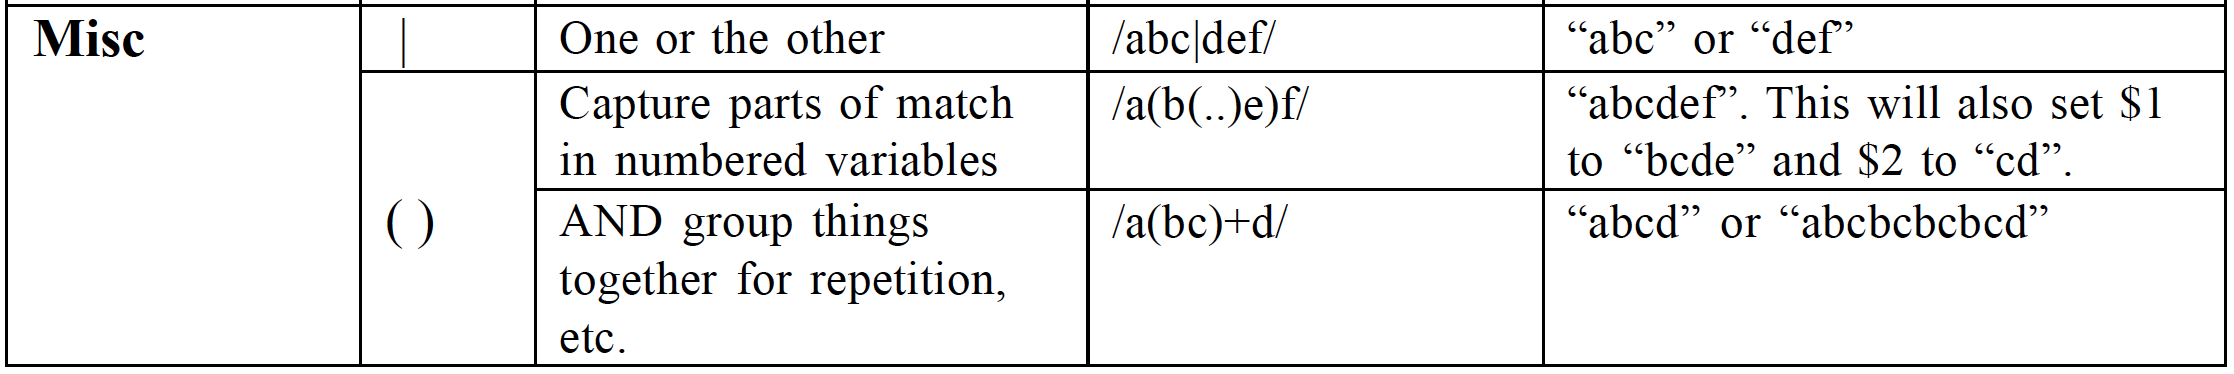 Misc | One or the other /abc|def/ “abc” or “def”
Capture parts of match /a(b(..)e)f/ “abcdef”. This will also set $1
in numbered variables to “bcde” and $2 to “cd”.
( ) AND group things /a(bc)+d/ “abcd” or “abcbcbcbcd”
together for repetition,
etc.